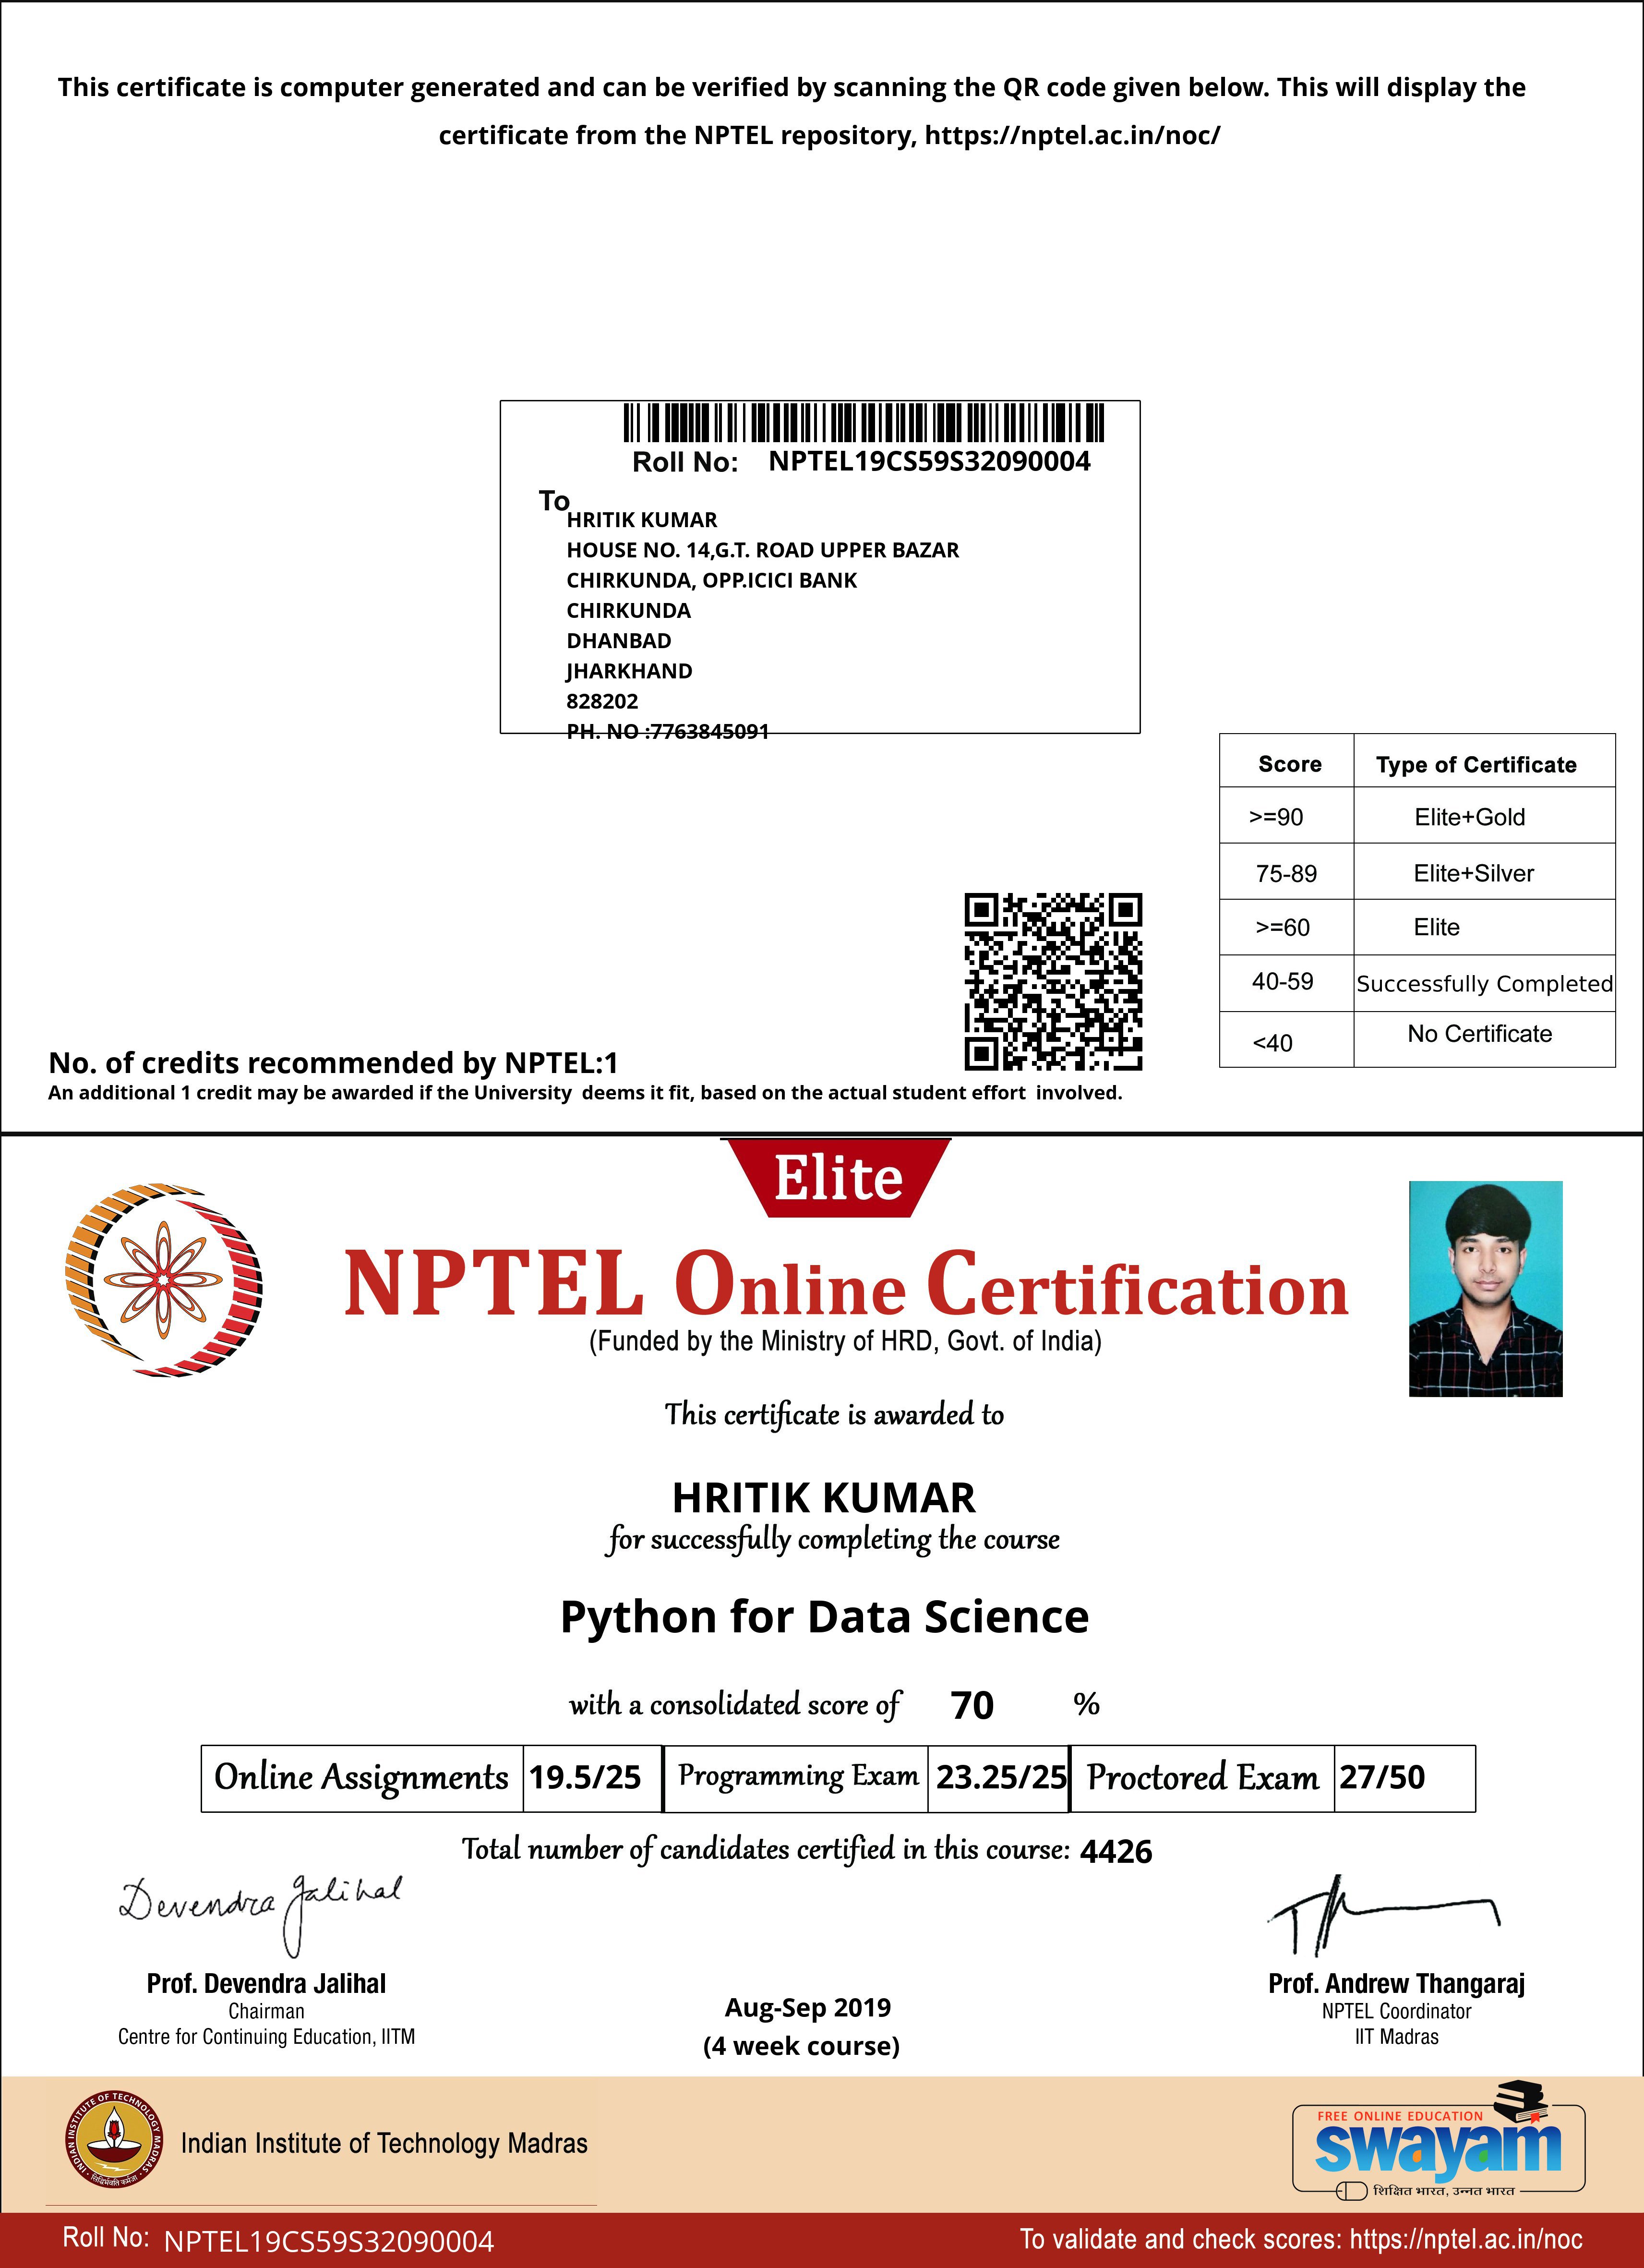 This certificate is computer generated and can be verified by scanning the QR code given below. This will display the
certificate from the NPTEL repository, https://nptel.ac.in/noc/
Roll No: NPTEL19CS59S32090004
To
HRITIK KUMAR
HOUSE NO. 14,G.T. ROAD UPPER BAZAR
CHIRKUNDA, OPP.ICICI BANK
CHIRKUNDA
DHANBAD
JHARKHAND
828202
PH. NO :7763845091
Score Type of Certificate
>=90 Elite+Gold
75-89 Elite+Silver
>=60 Elite
40-59 Successfully Completed
<40 No Certificate
No. of credits recommended by NPTEL:1
An additional 1 credit may be awarded if the University deems it fit, based on the actual student effort involved.
Elite
NPTEL Online Certification
(Funded by the Ministry of HRD, Govt. of India)
This certificate is awarded to
HRITIK KUMAR
for successfully completing the course
Python for Data Science
with a consolidated score of 70 %
Online Assignments 19.5/25 Programming Exam 23.25/25 Proctored Exam 27/50
Total number of candidates certified in this course: 4426
Devendra Jalihal
Prof. Devendra Jalihal
Chairman
Centre for Continuing Education, IITM
Aug-Sep 2019
(4 week course)
Prof. Andrew Thangaraj
NPTEL Coordinator
IIT Madras
INDIAN INSTITUTE OF TECHNOLOGY MADRAS
सिद्धिर्भवति कर्मजा
Indian Institute of Technology Madras
FREE ONLINE EDUCATION
swayam
शिक्षित भारत, उन्नत भारत
Roll No: NPTEL19CS59S32090004
To validate and check scores: https://nptel.ac.in/noc